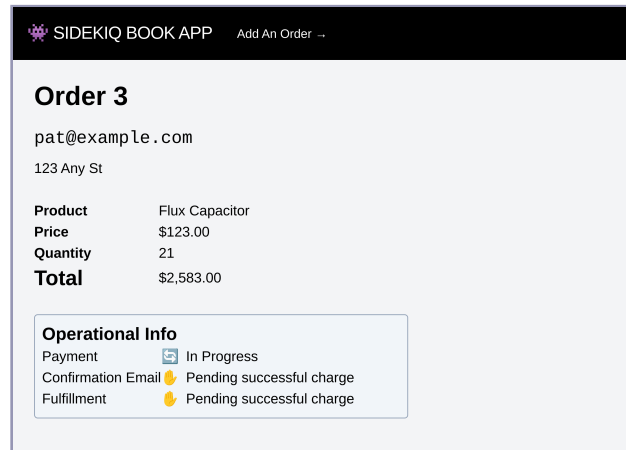 👾 SIDEKIQ BOOK APP Add An Order →
Order 3
pat@example.com
123 Any St
Product Flux Capacitor
Price $123.00
Quantity 21
Total $2,583.00
Operational Info
Payment 🔄 In Progress
Confirmation Email ✋ Pending successful charge
Fulfillment ✋ Pending successful charge